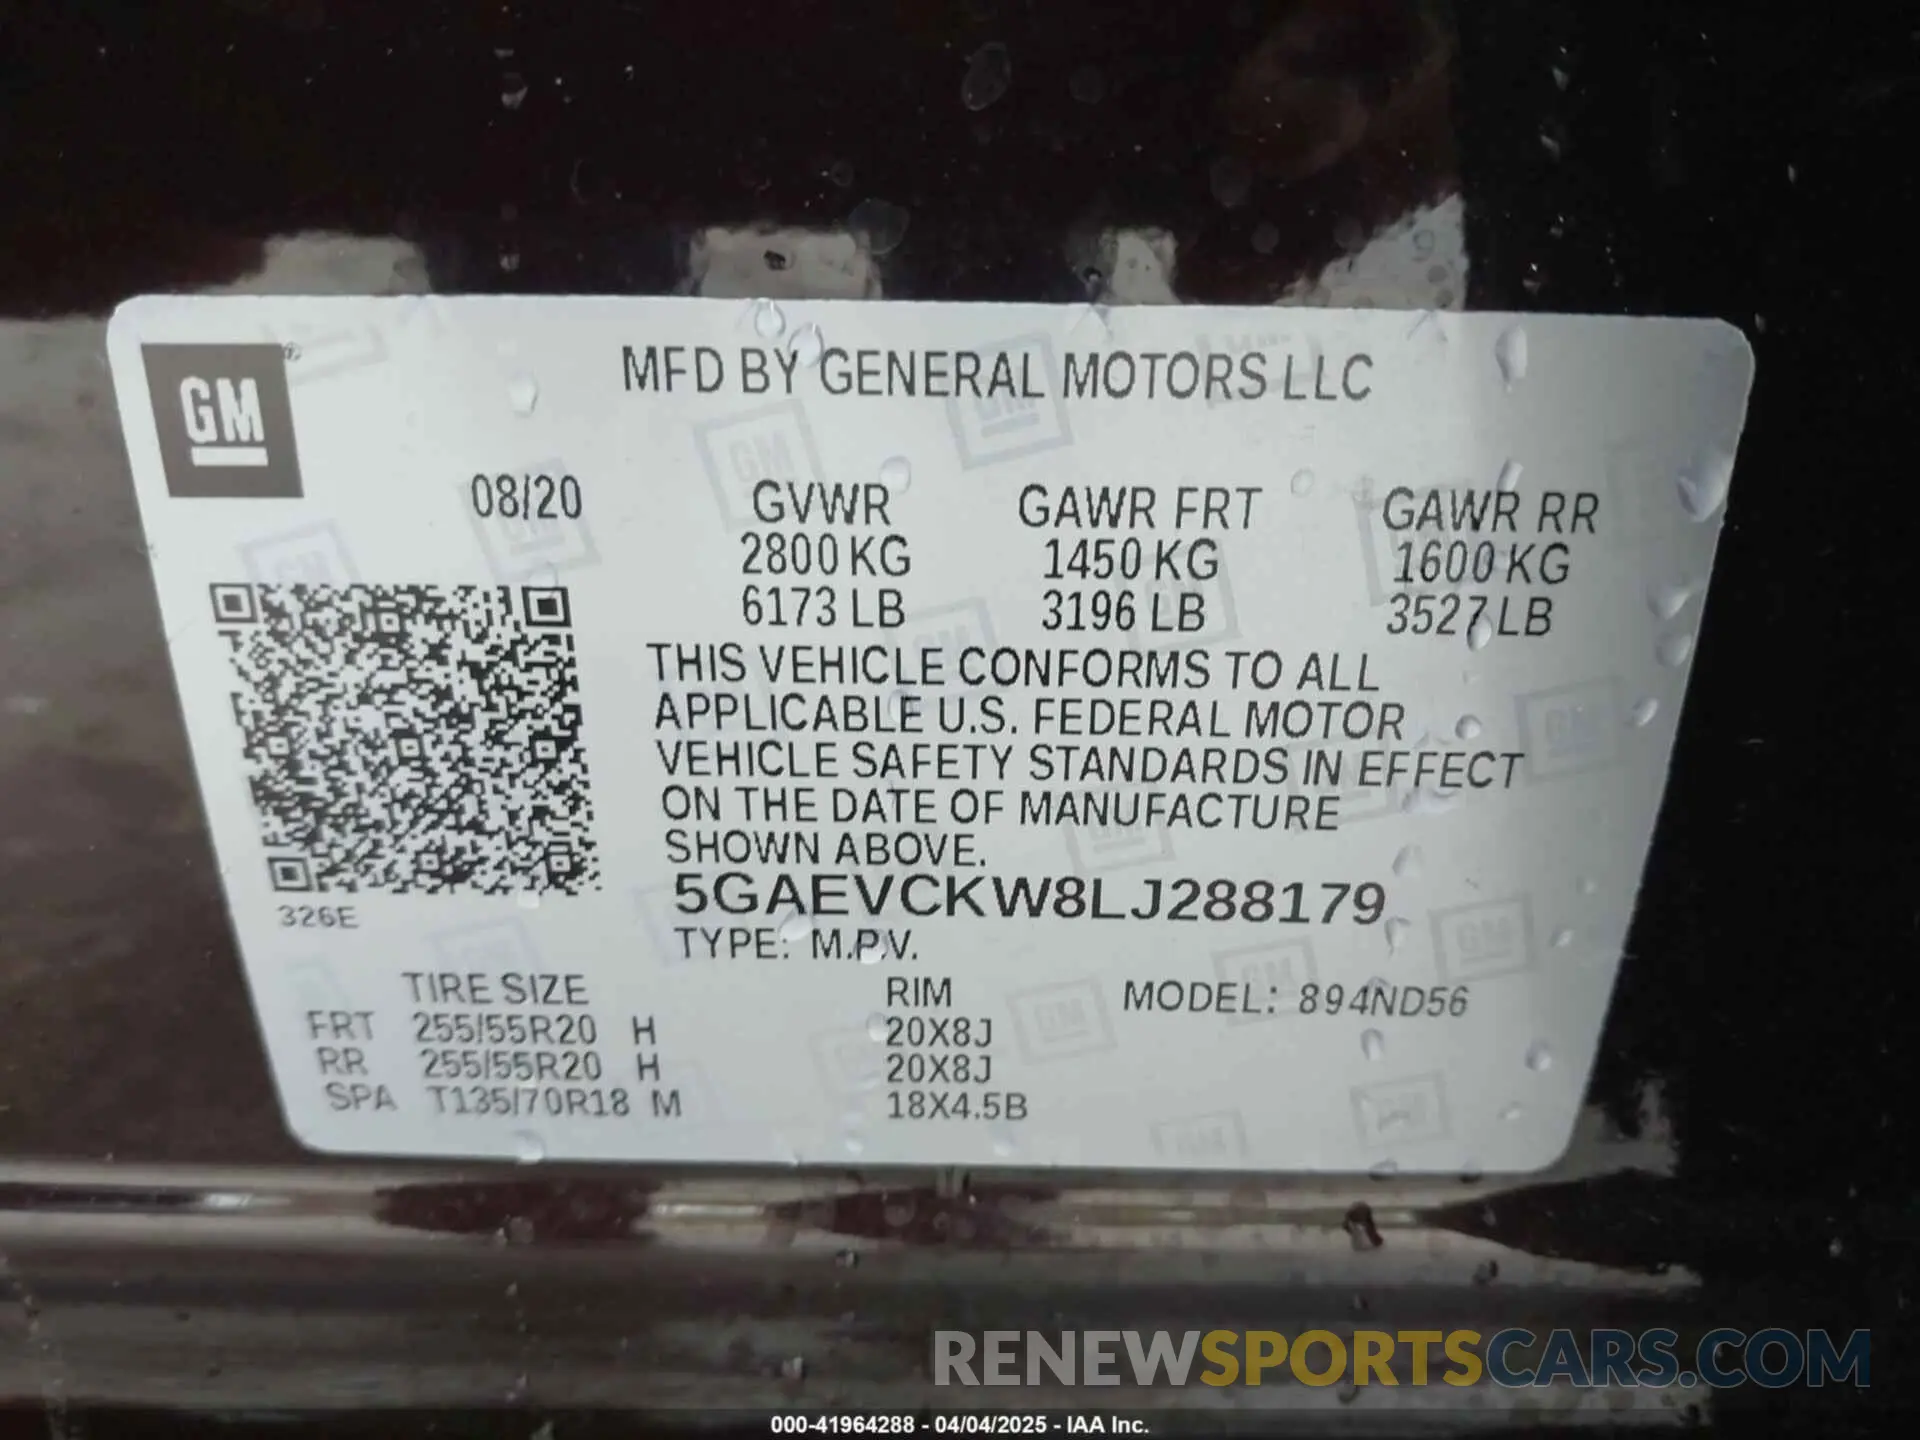 GM
MFD BY GENERAL MOTORS LLC
08/20 GVWR GAWR FRT GAWR RR
2800 KG 1450 KG 1600 KG
6173 LB 3196 LB 3527 LB
THIS VEHICLE CONFORMS TO ALL
APPLICABLE U.S. FEDERAL MOTOR
VEHICLE SAFETY STANDARDS IN EFFECT
ON THE DATE OF MANUFACTURE
SHOWN ABOVE.
5GAEVCKW8LJ288179
326E
TYPE: M.P.V.
TIRE SIZE RIM MODEL: 894ND56
FRT 255/55R20 H 20X8J
RR 255/55R20 H 20X8J
SPA T135/70R18 M 18X4.5B
RENEWSPORTSCARS.COM
000-41964288 - 04/04/2025 - IAA Inc.